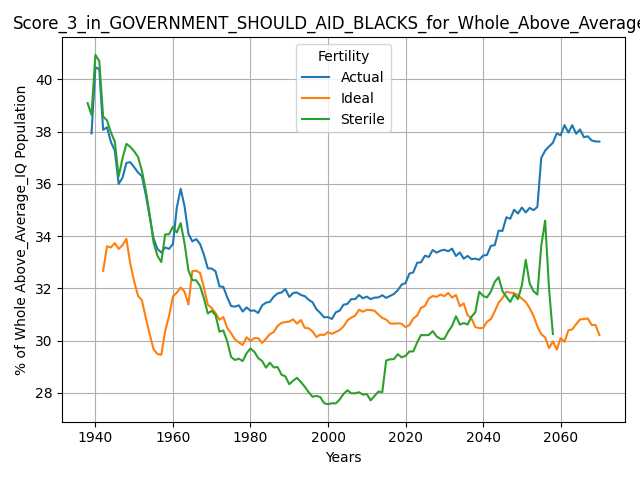 Score_3_in_GOVERNMENT_SHOULD_AID_BLACKS_for_Whole_Above_Average
% of Whole Above_Average_IQ Population
Fertility
Actual
Ideal
Sterile
40
38
36
34
32
30
28
1940 1960 1980 2000 2020 2040 2060
Years